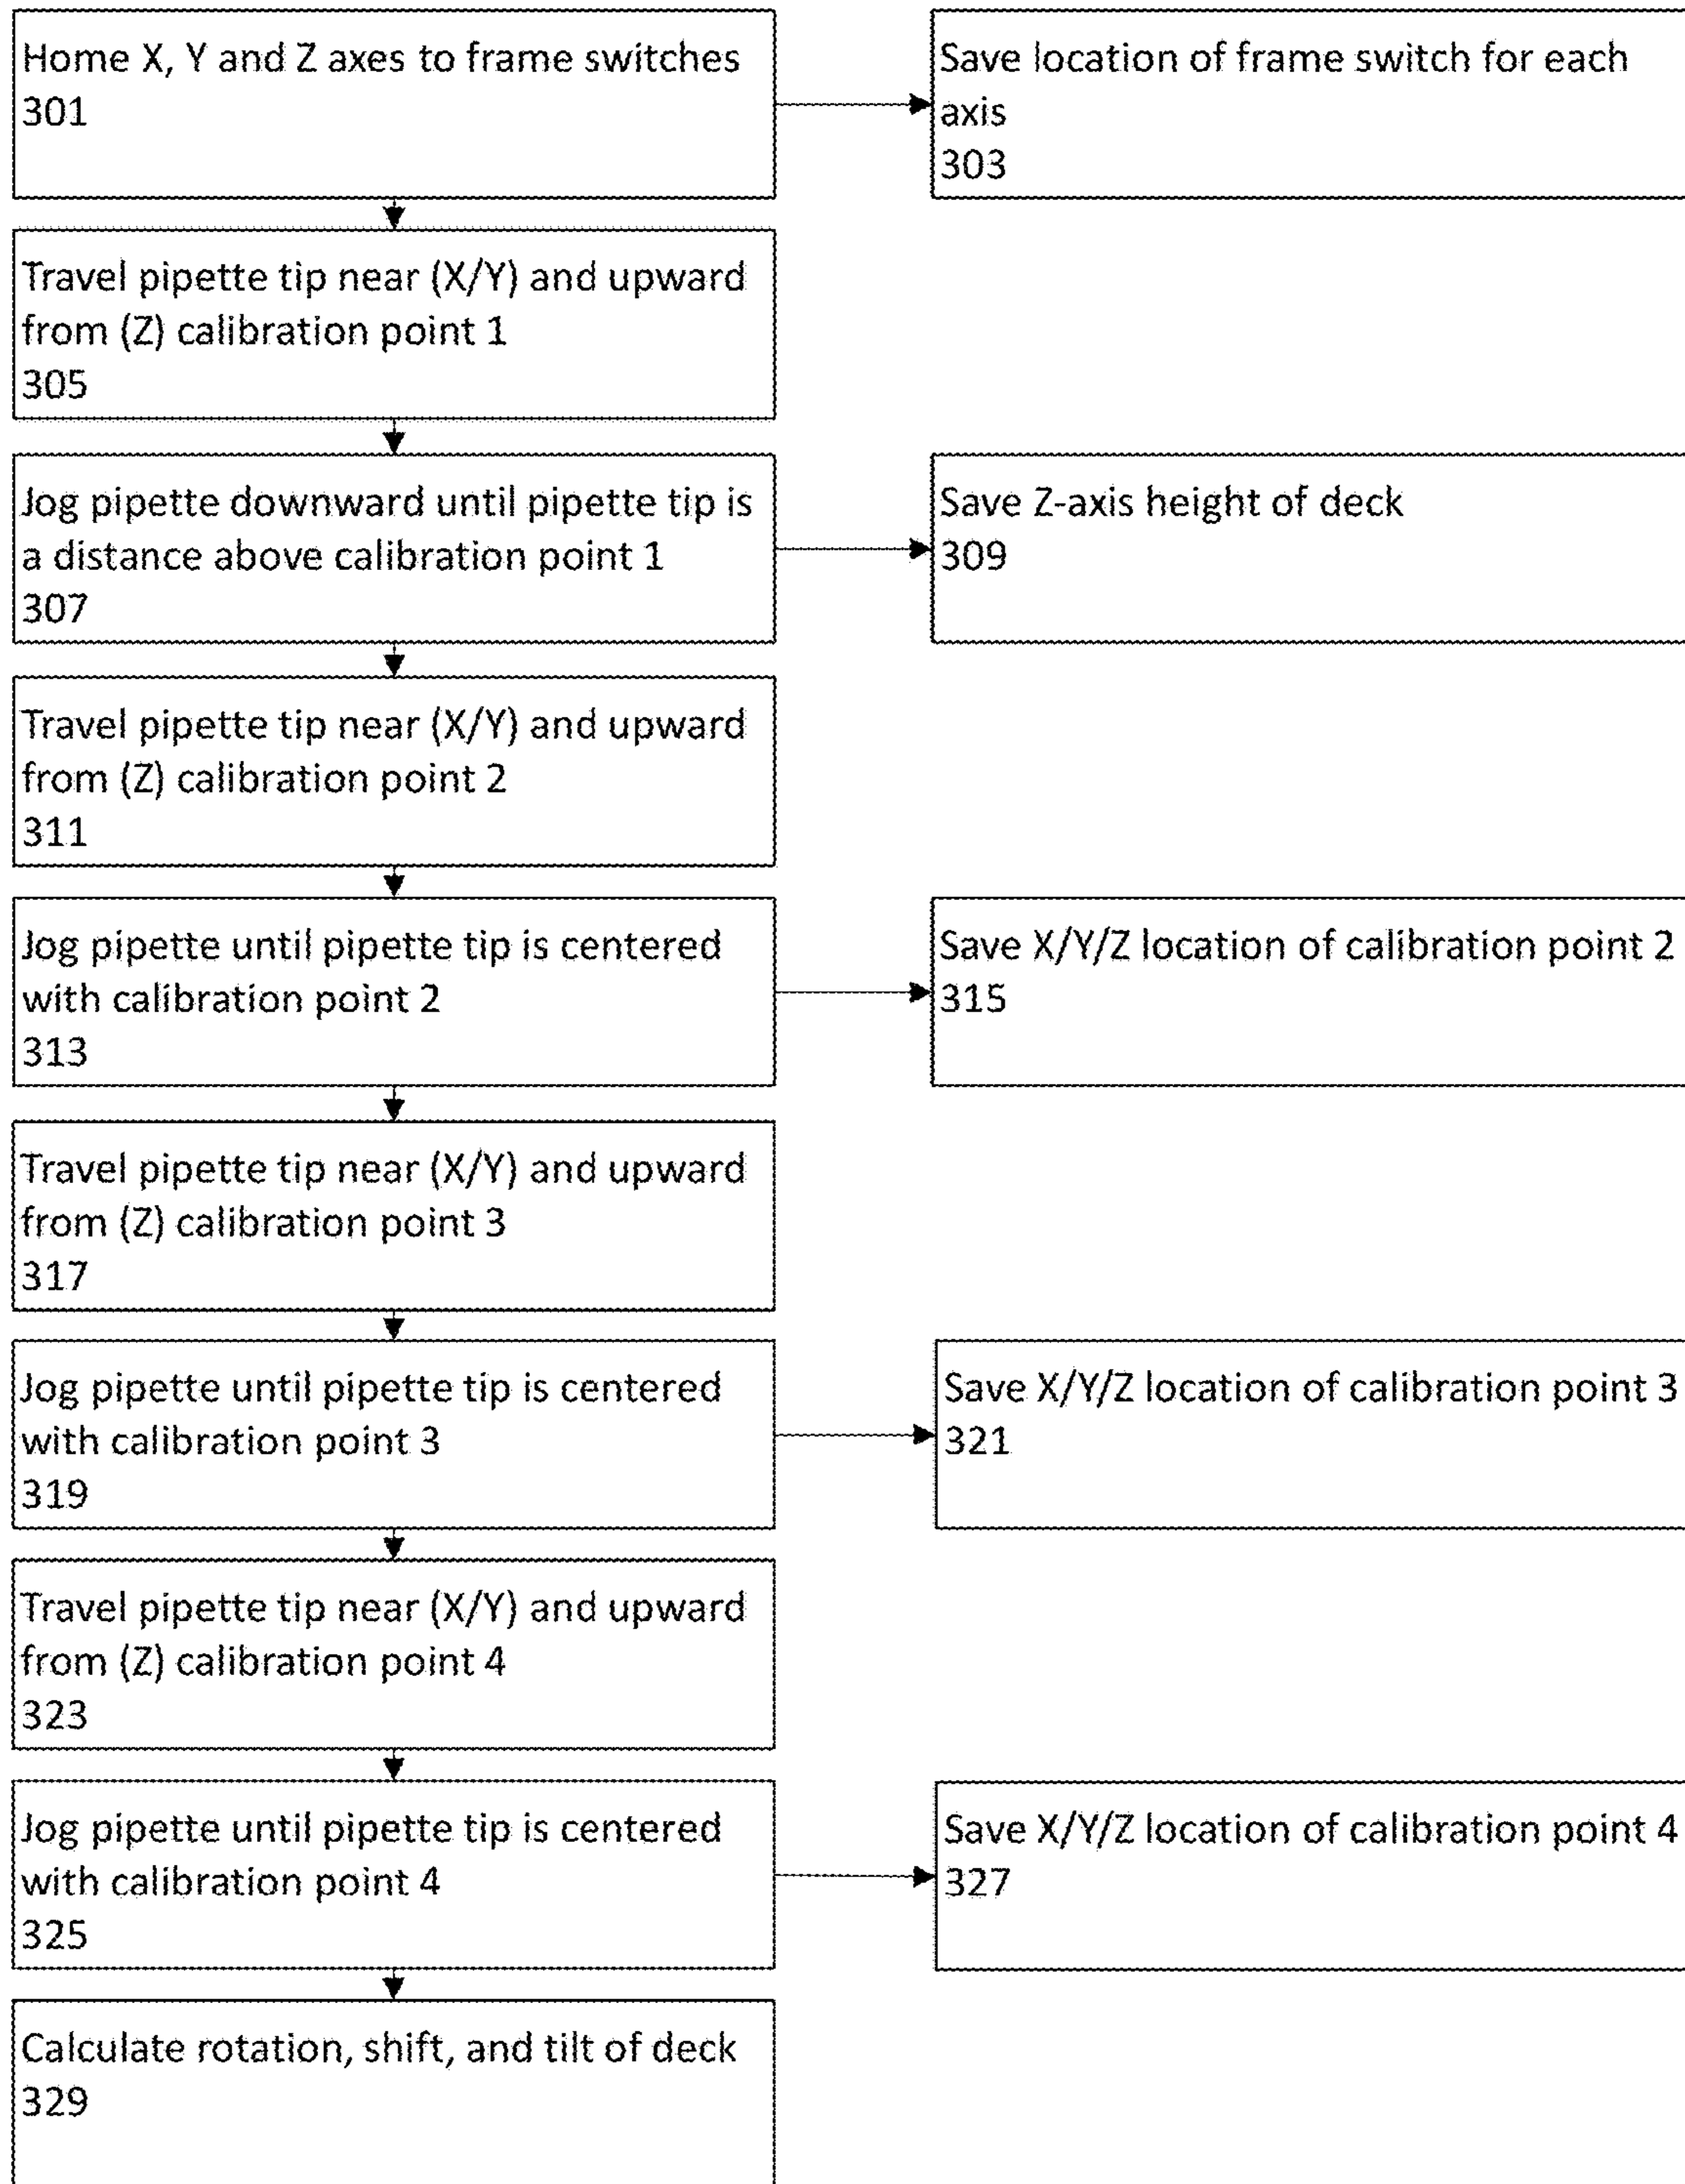 Home X, Y and Z axes to frame switches
301
Save location of frame switch for each
axis
303
Travel pipette tip near (X/Y) and upward
from (Z) calibration point 1
305
Jog pipette downward until pipette tip is
a distance above calibration point 1
307
Save Z-axis height of deck
309
Travel pipette tip near (X/Y) and upward
from (Z) calibration point 2
311
Jog pipette until pipette tip is centered
with calibration point 2
313
Save X/Y/Z location of calibration point 2
315
Travel pipette tip near (X/Y) and upward
from (Z) calibration point 3
317
Jog pipette until pipette tip is centered
with calibration point 3
319
Save X/Y/Z location of calibration point 3
321
Travel pipette tip near (X/Y) and upward
from (Z) calibration point 4
323
Jog pipette until pipette tip is centered
with calibration point 4
325
Save X/Y/Z location of calibration point 4
327
Calculate rotation, shift, and tilt of deck
329